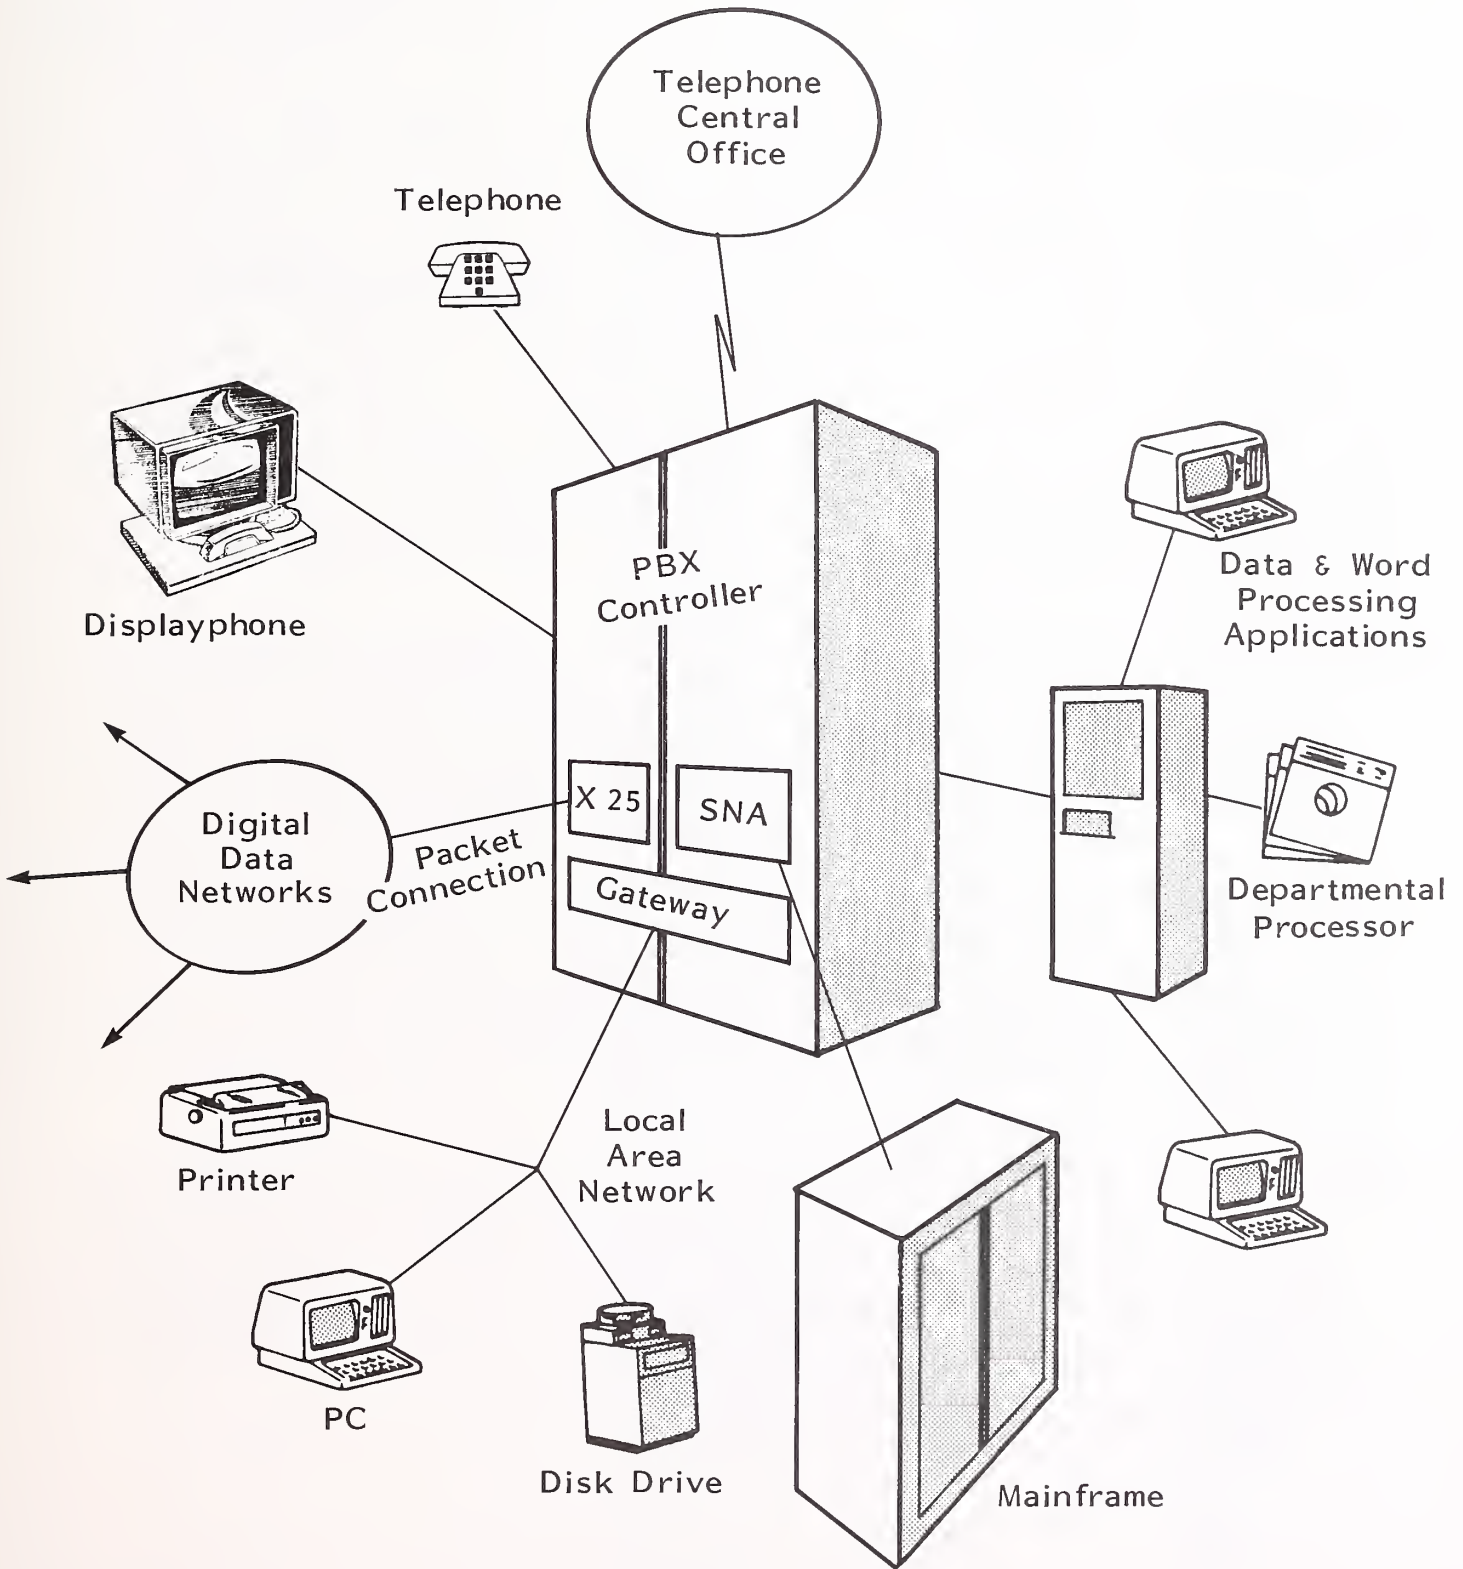 Telephone
Central
Office
Telephone
PBX
Controller
Data & Word
Processing
Applications
Displayphone
X 25
SNA
Digital
Data
Networks
Packet
Connection
Gateway
Departmental
Processor
Local
Area
Network
Printer
PC
Disk Drive
Mainframe